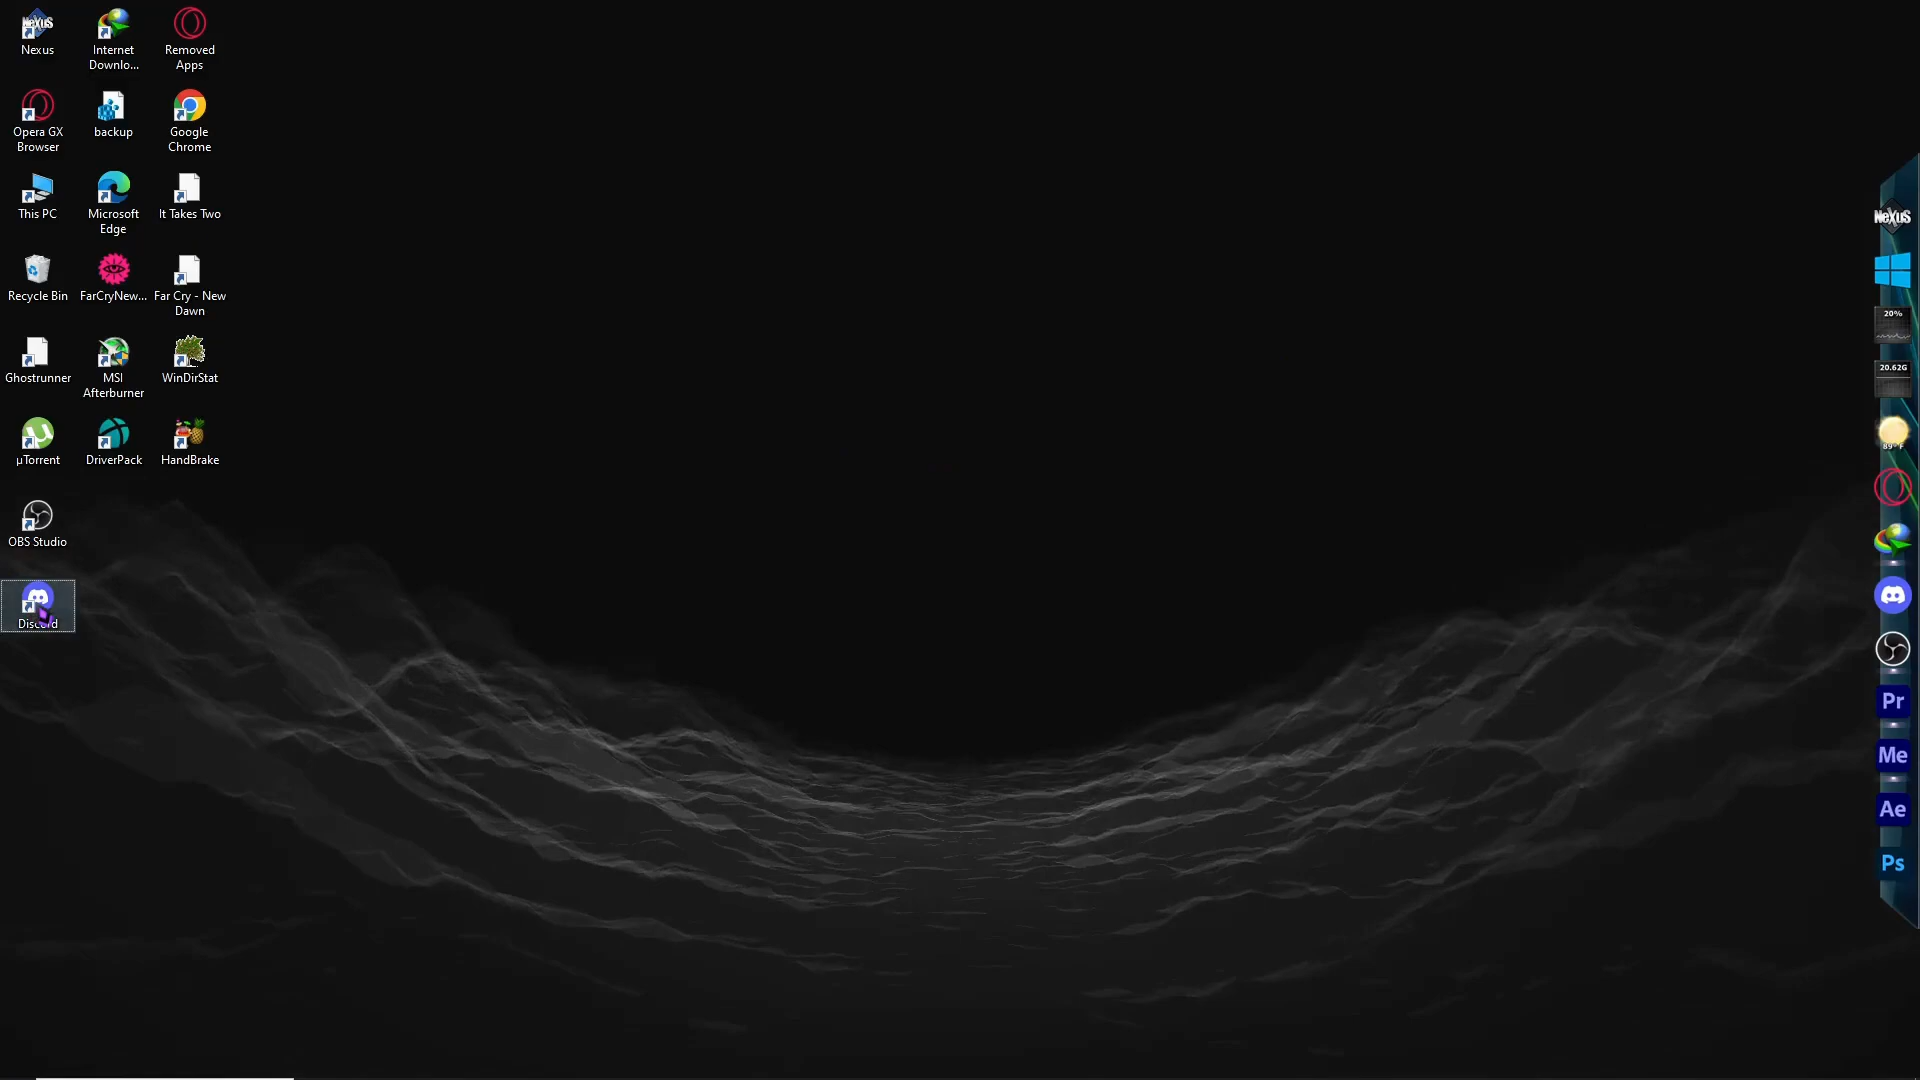 NeXuS
Nexus
Internet
Downlo...
Removed
Apps
Opera GX
Browser
backup
Google
Chrome
This PC
Microsoft
Edge
It Takes Two
Recycle Bin
FarCryNew...
Far Cry - New
Dawn
Ghostrunner
MSI
Afterburner
WinDirStat
µTorrent
DriverPack
HandBrake
OBS Studio
Discord
NeXuS
20%
20.62G
89°F
Pr
Me
Ae
Ps